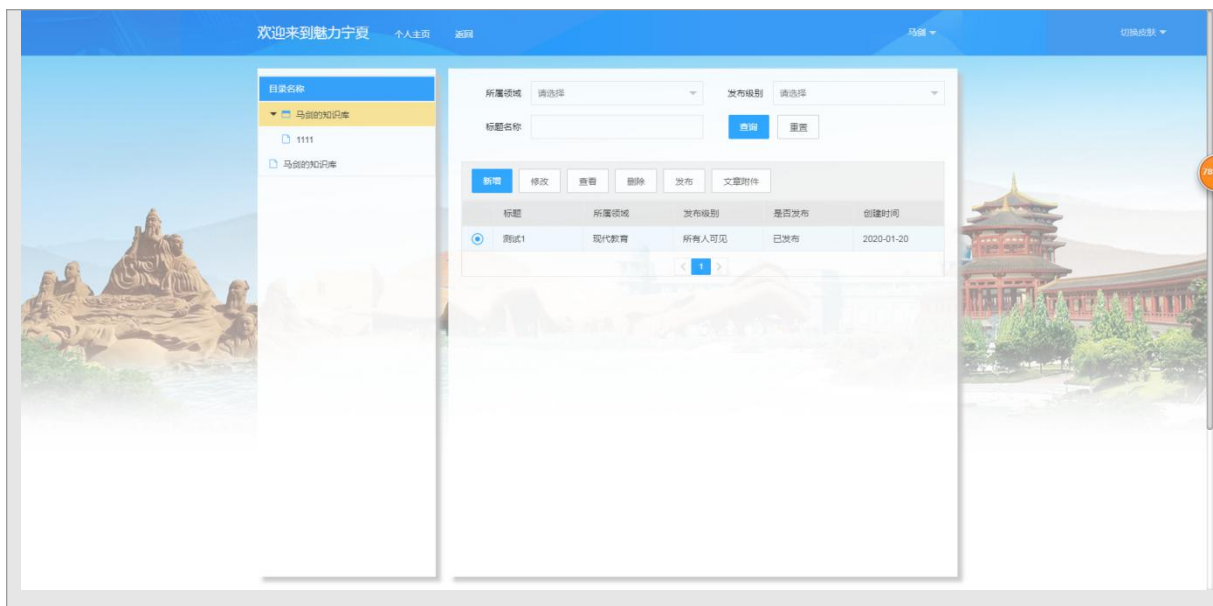 欢迎来到魅力宁夏 个人主页 返回 马剑 切换皮肤
目录名称
马剑的知识库
1111
马剑的知识库
所属领域 请选择 发布级别 请选择
标题名称 查询 重置
新增 修改 查看 删除 发布 文章附件
标题 所属领域 发布级别 是否发布 创建时间
测试1 现代教育 所有人可见 已发布 2020-01-20
< 1 >
78